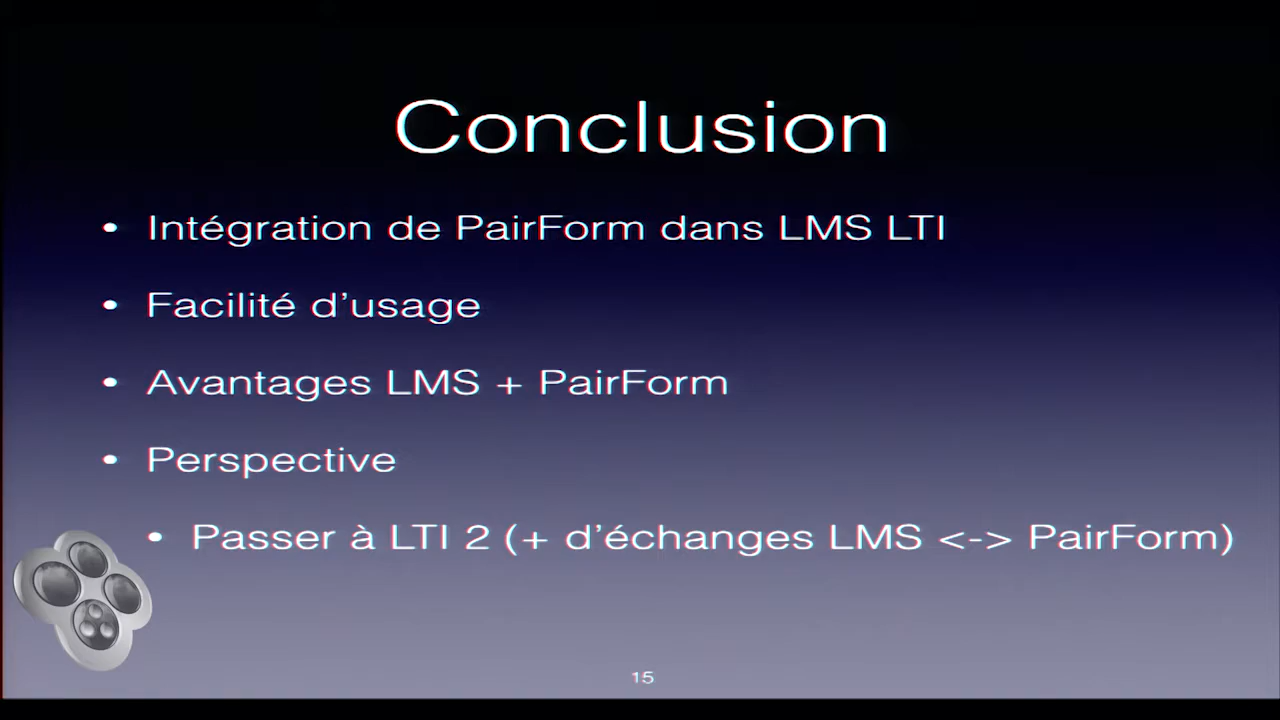 Conclusion
• Intégration de PairForm dans LMS LTI
• Facilité d’usage
• Avantages LMS + PairForm
• Perspective
• Passer à LTI 2 (+ d’échanges LMS <-> PairForm)
15